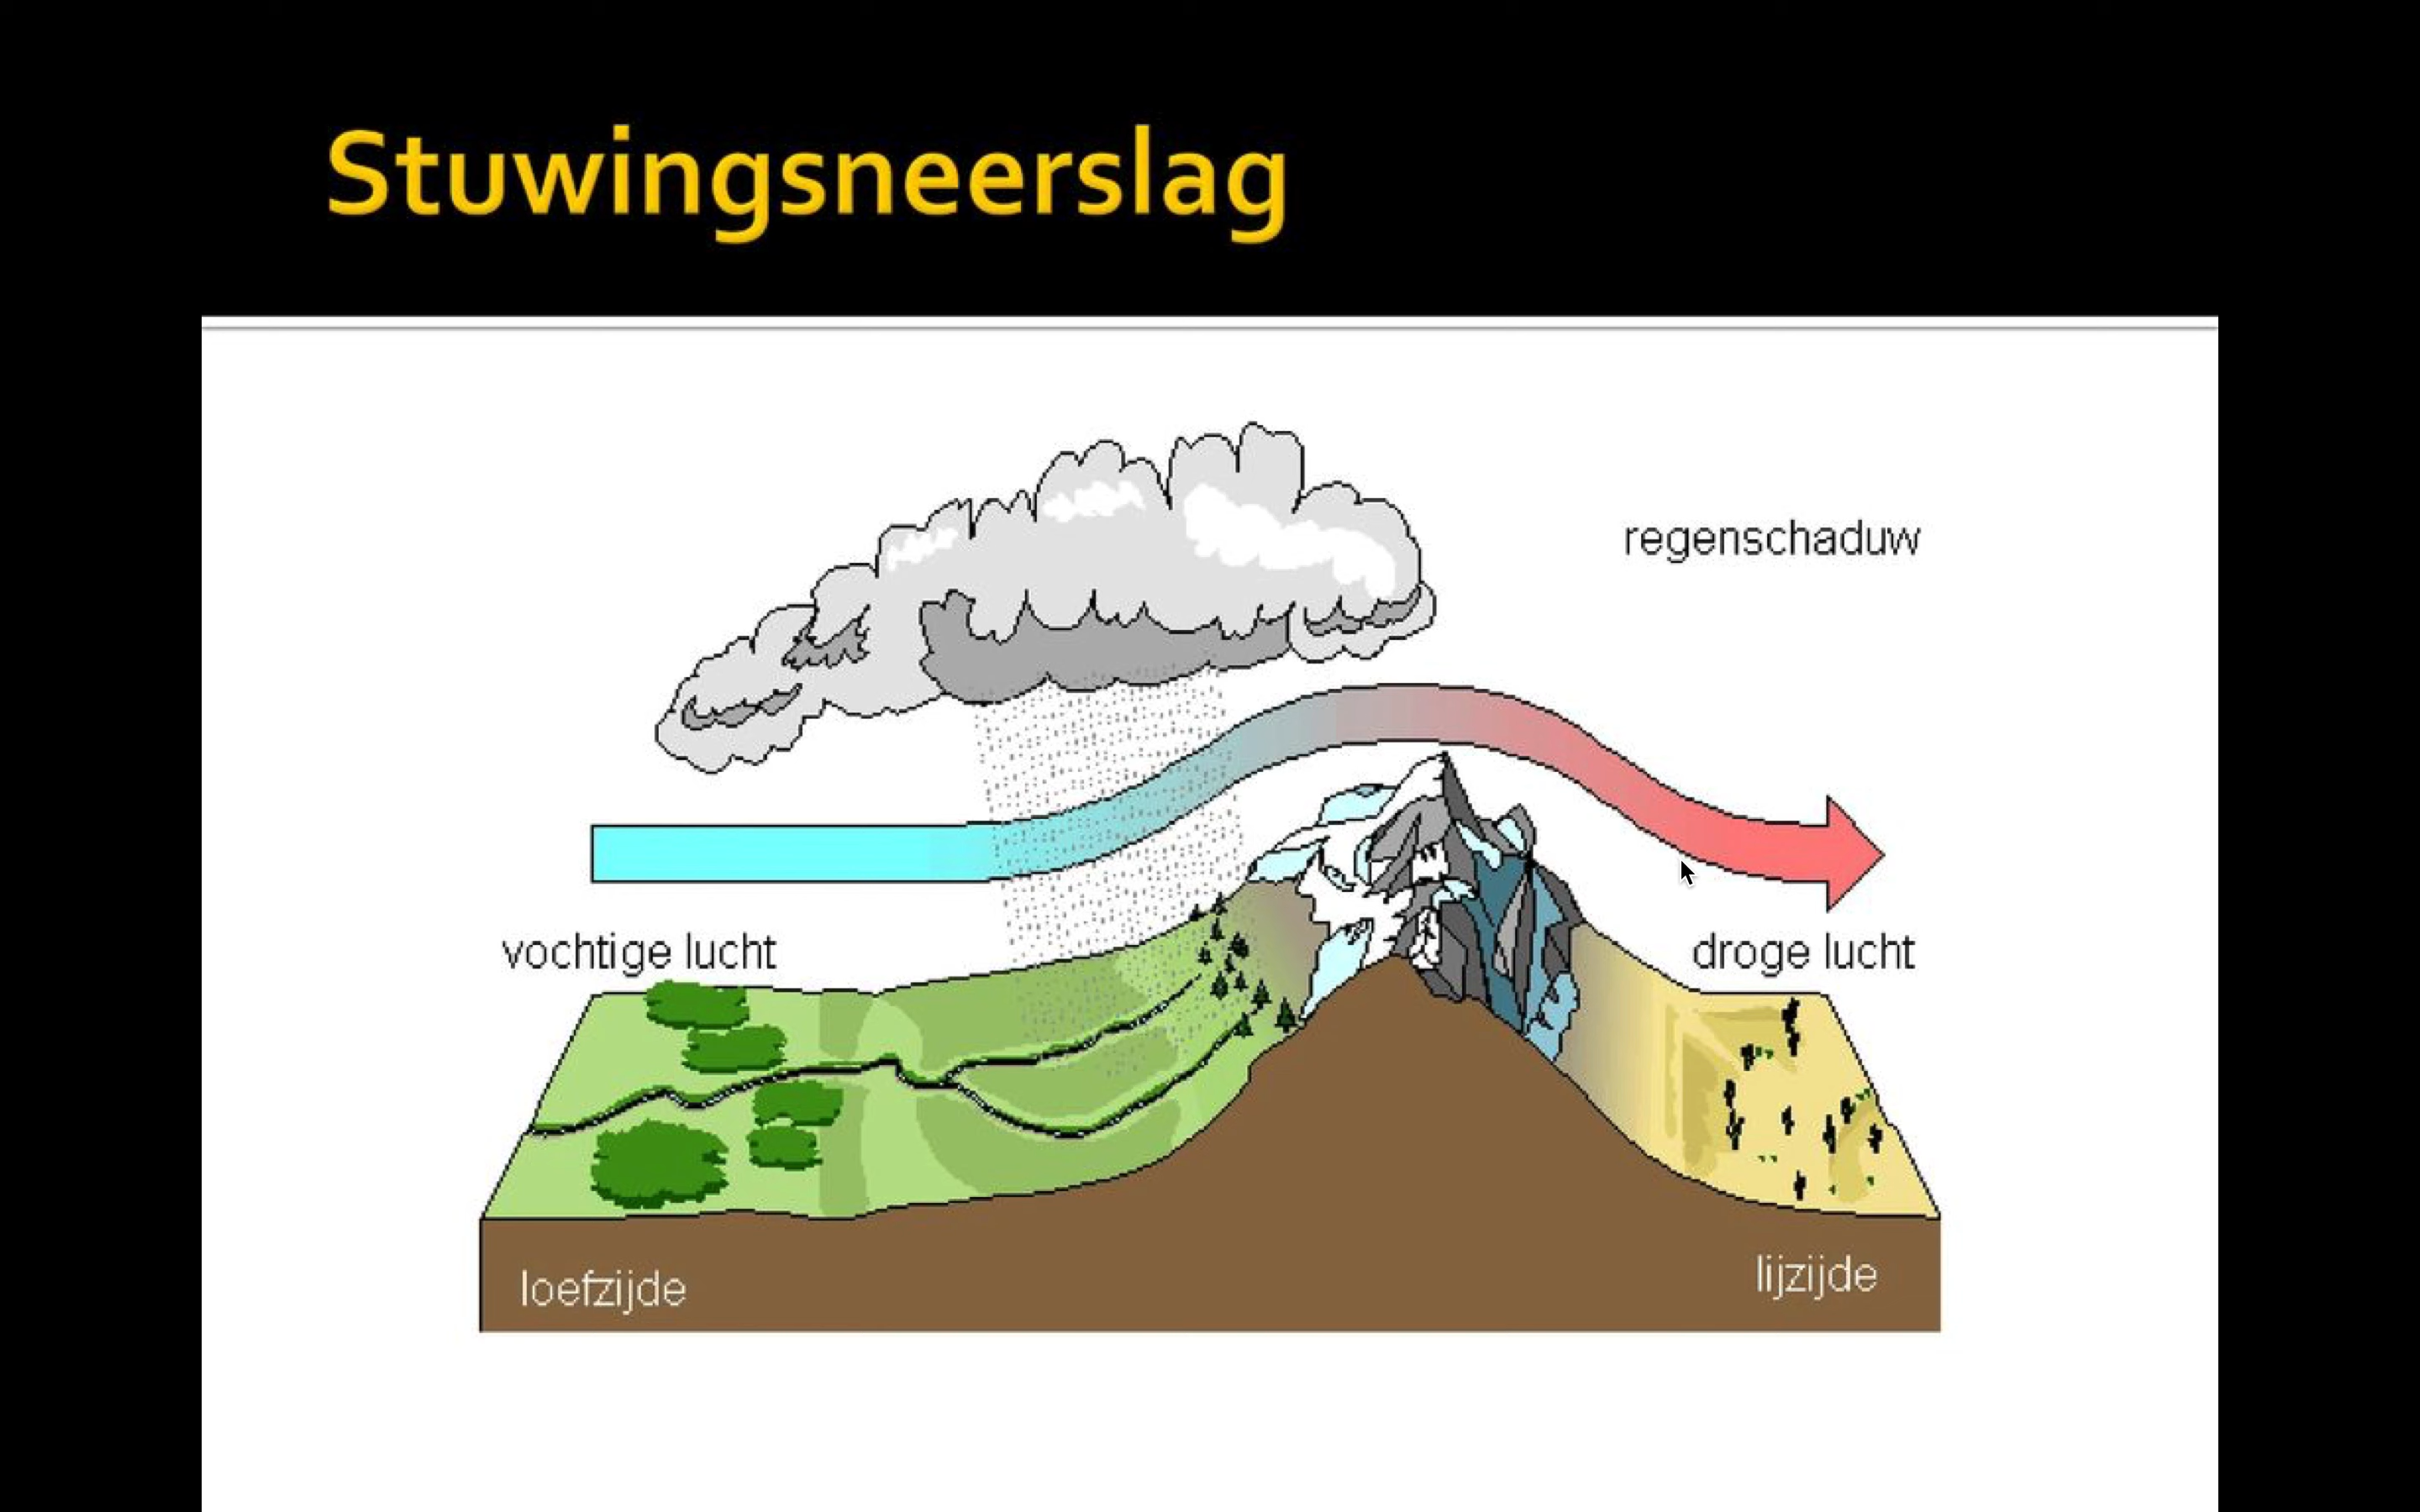 Stuwingsneerslag
regenschaduw
vochtige lucht
droge lucht
loefzijde
lijzijde